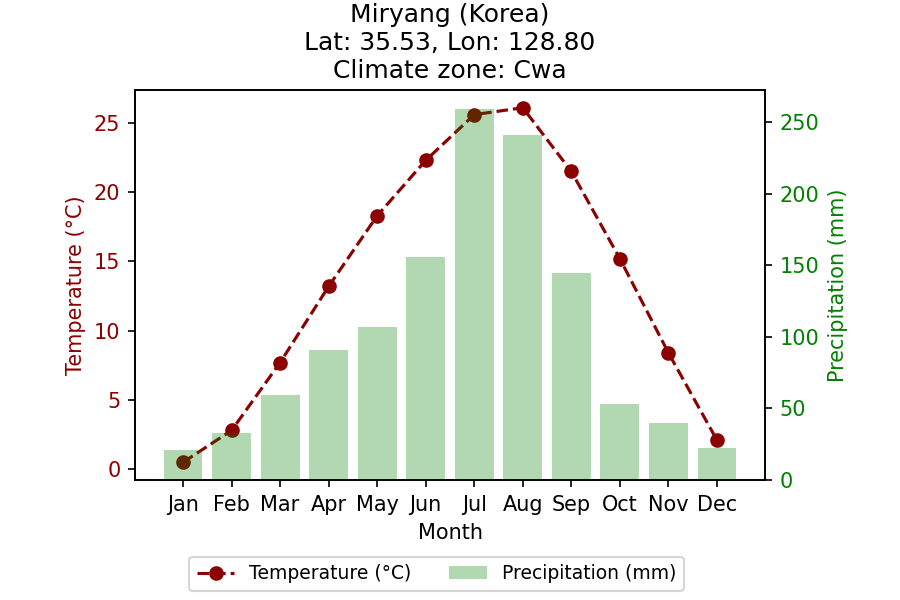 Miryang (Korea)
Lat: 35.53, Lon: 128.80
Climate zone: Cwa
Temperature (°C)
25
20
15
10
5
0
250
200
150
100
50
0
Precipitation (mm)
Jan Feb Mar Apr May Jun Jul Aug Sep Oct Nov Dec
Month
Temperature (°C) Precipitation (mm)